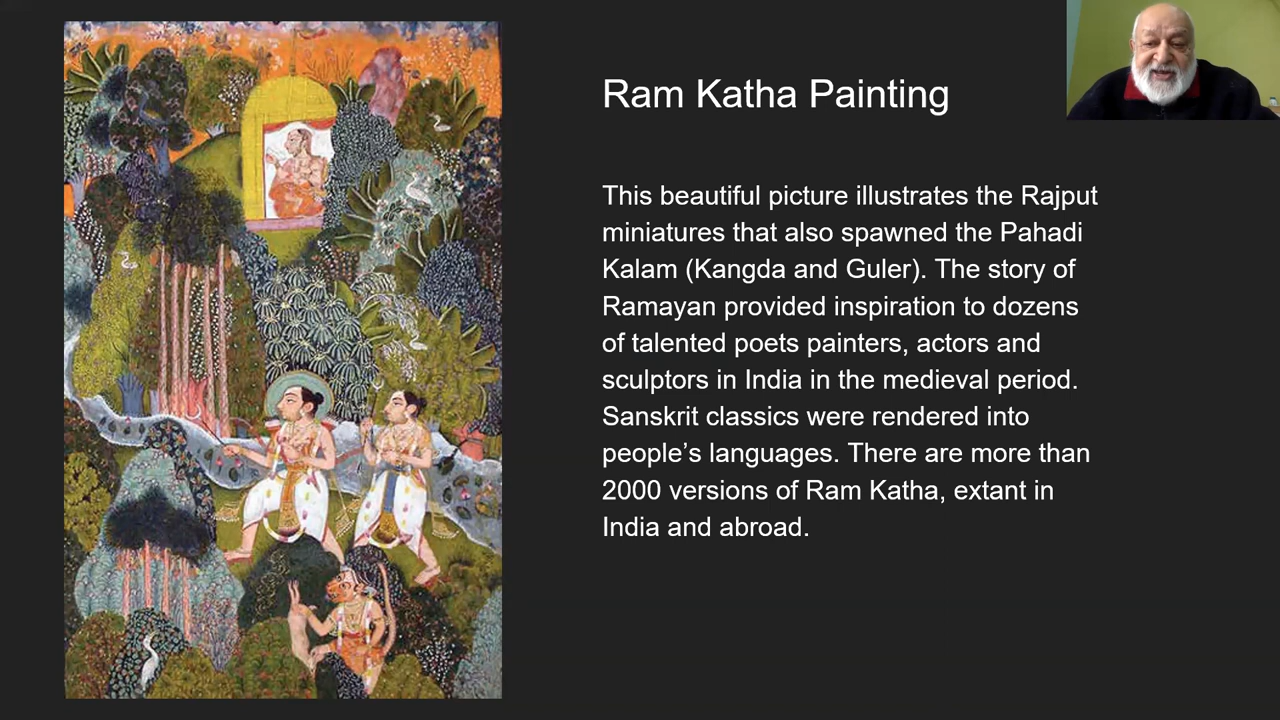 Ram Katha Painting
This beautiful picture illustrates the Rajput
miniatures that also spawned the Pahadi
Kalam (Kangda and Guler). The story of
Ramayan provided inspiration to dozens
of talented poets painters, actors and
sculptors in India in the medieval period.
Sanskrit classics were rendered into
people’s languages. There are more than
2000 versions of Ram Katha, extant in
India and abroad.